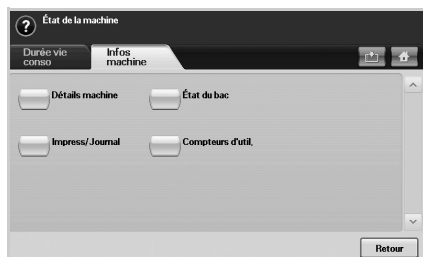 État de la machine
Durée vie
conso
Infos
machine
Détails machine
État du bac
Impress/Journal
Compteurs d'util.
Retour